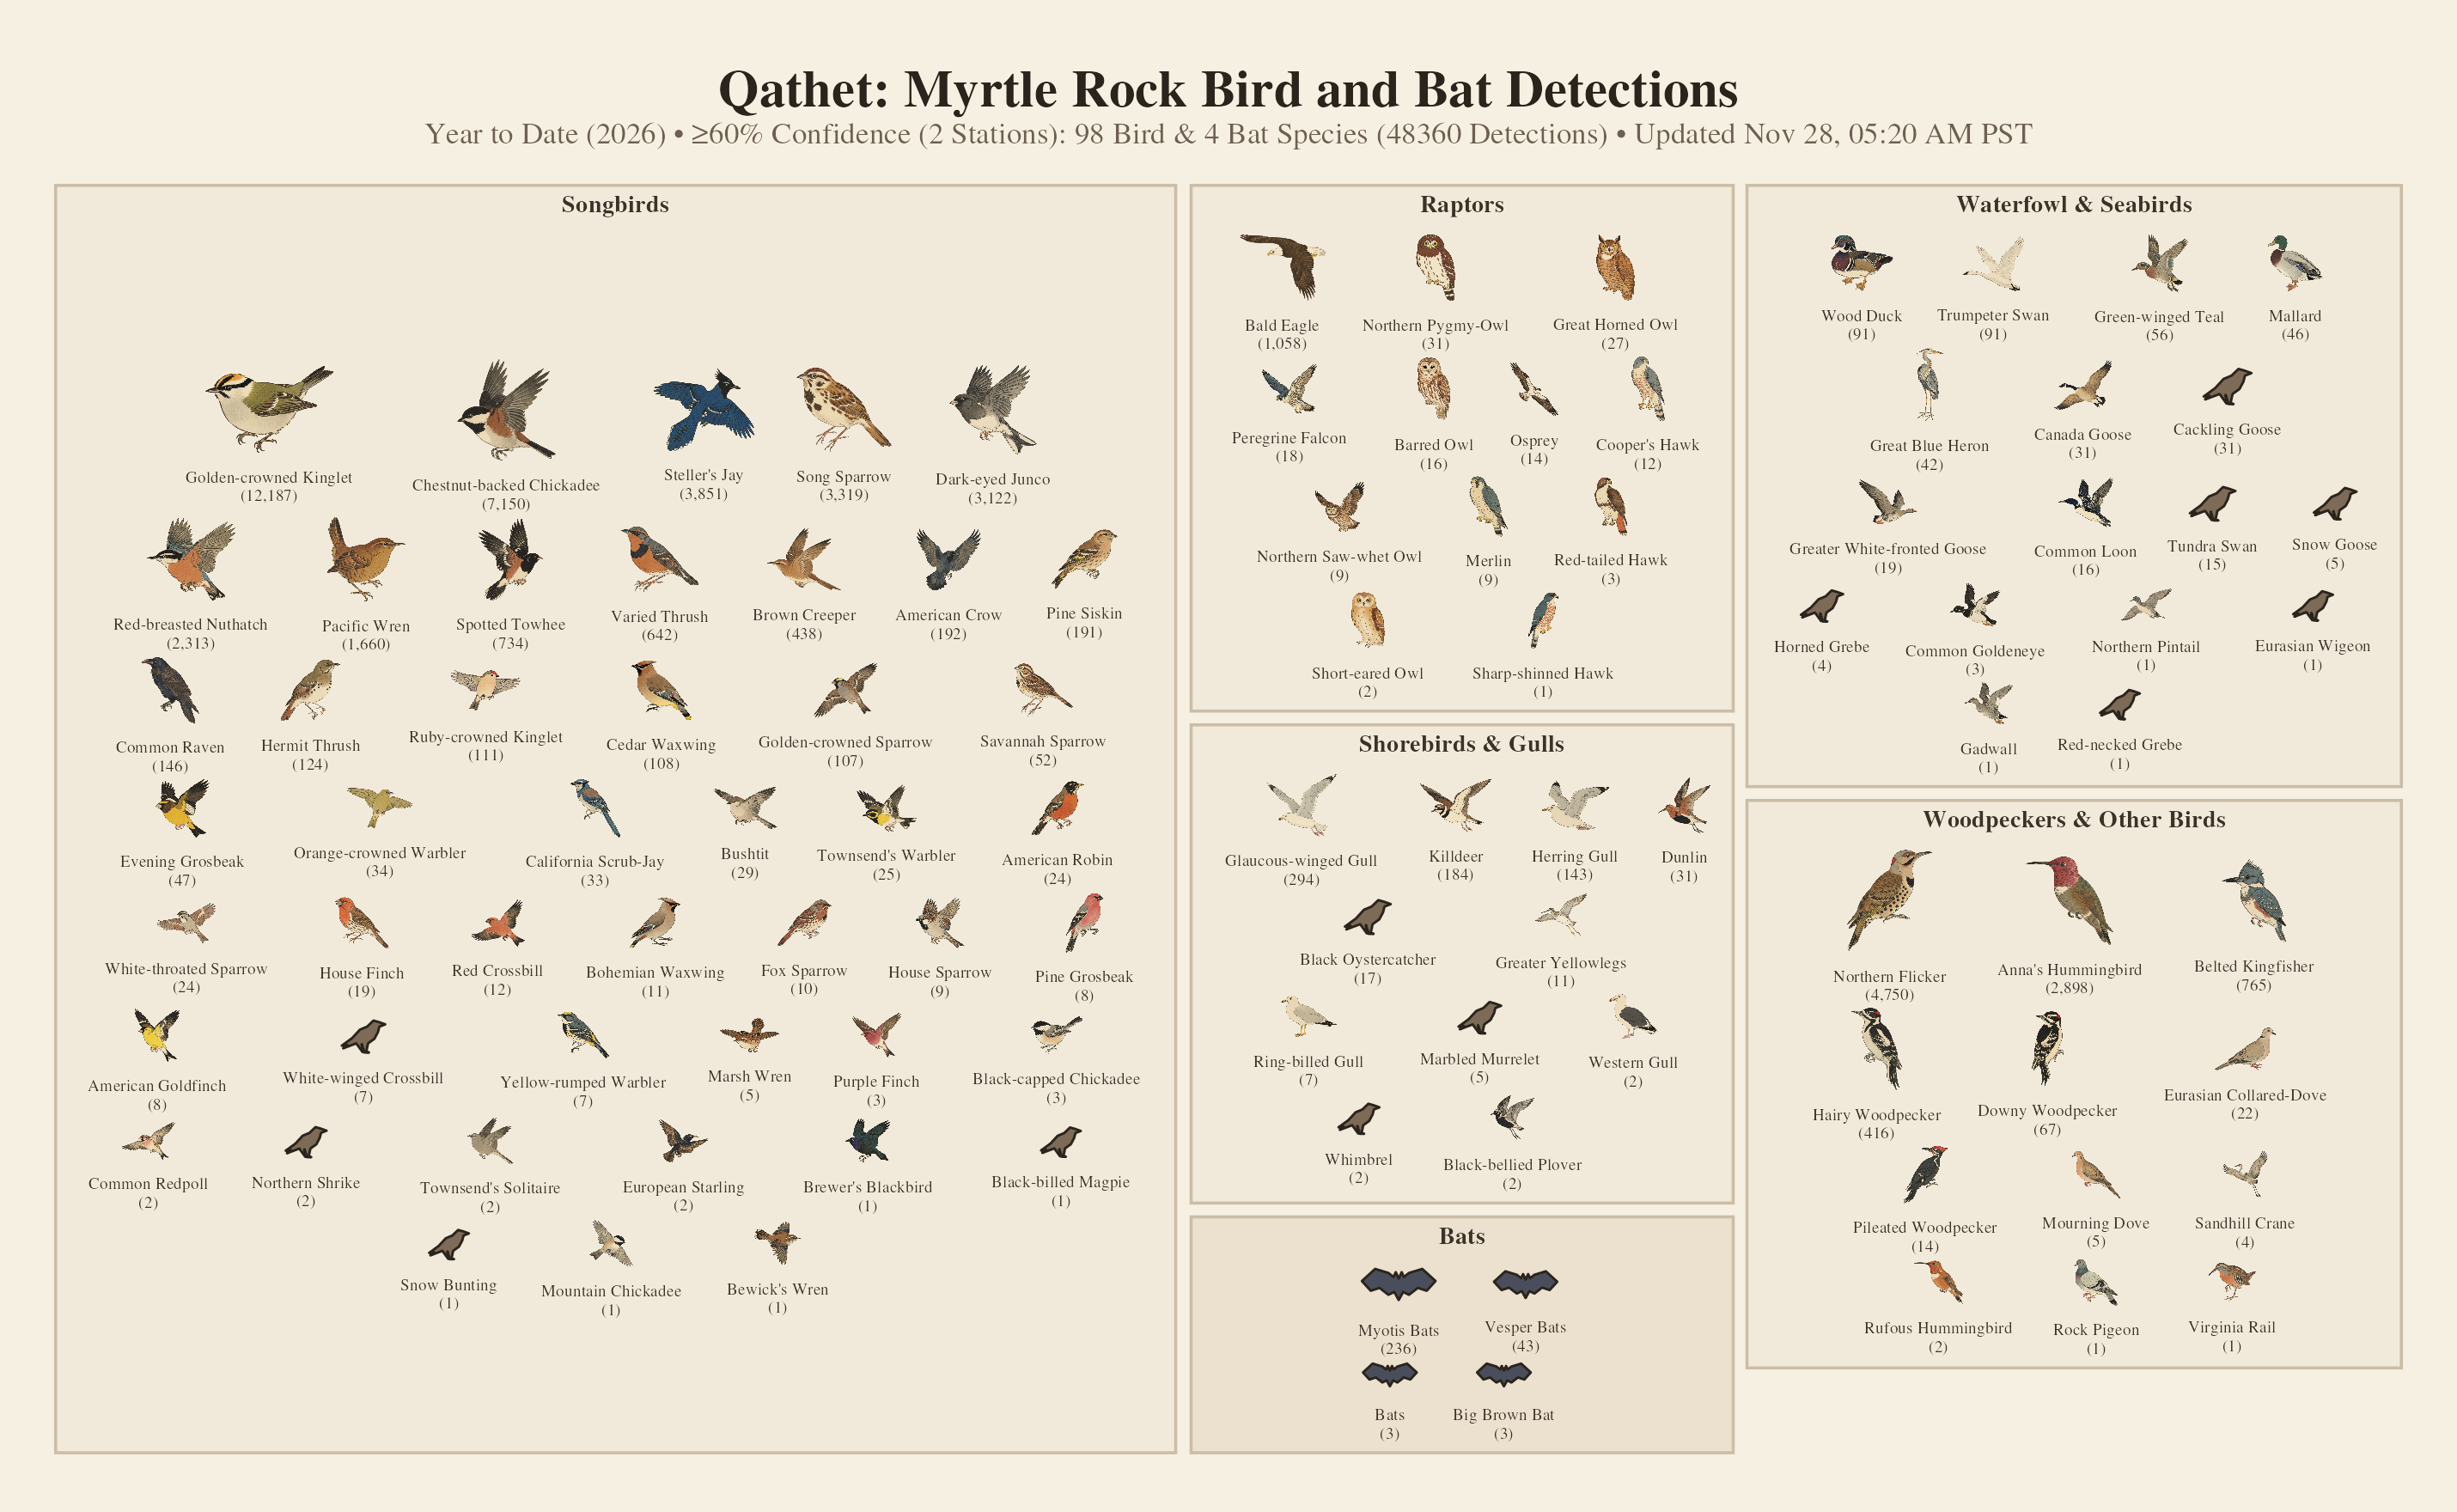 Qathet: Myrtle Rock Bird and Bat Detections
Year to Date (2026) • ≥60% Confidence (2 Stations): 98 Bird & 4 Bat Species (48360 Detections) • Updated Nov 28, 05:20 AM PST
Songbirds
Golden-crowned Kinglet
(12,187)
Chestnut-backed Chickadee
(7,150)
Steller's Jay
(3,851)
Song Sparrow
(3,319)
Dark-eyed Junco
(3,122)
Red-breasted Nuthatch
(2,313)
Pacific Wren
(1,660)
Spotted Towhee
(734)
Varied Thrush
(642)
Brown Creeper
(438)
American Crow
(192)
Pine Siskin
(191)
Common Raven
(146)
Hermit Thrush
(124)
Ruby-crowned Kinglet
(111)
Cedar Waxwing
(108)
Golden-crowned Sparrow
(107)
Savannah Sparrow
(52)
Evening Grosbeak
(47)
Orange-crowned Warbler
(34)
California Scrub-Jay
(33)
Bushtit
(29)
Townsend's Warbler
(25)
American Robin
(24)
White-throated Sparrow
(24)
House Finch
(19)
Red Crossbill
(12)
Bohemian Waxwing
(11)
Fox Sparrow
(10)
House Sparrow
(9)
Pine Grosbeak
(8)
American Goldfinch
(8)
White-winged Crossbill
(7)
Yellow-rumped Warbler
(7)
Marsh Wren
(5)
Purple Finch
(3)
Black-capped Chickadee
(3)
Common Redpoll
(2)
Northern Shrike
(2)
Townsend's Solitaire
(2)
European Starling
(2)
Brewer's Blackbird
(1)
Black-billed Magpie
(1)
Snow Bunting
(1)
Mountain Chickadee
(1)
Bewick's Wren
(1)
Raptors
Bald Eagle
(1,058)
Northern Pygmy-Owl
(31)
Great Horned Owl
(27)
Peregrine Falcon
(18)
Barred Owl
(16)
Osprey
(14)
Cooper's Hawk
(12)
Northern Saw-whet Owl
(9)
Merlin
(9)
Red-tailed Hawk
(3)
Short-eared Owl
(2)
Sharp-shinned Hawk
(1)
Shorebirds & Gulls
Glaucous-winged Gull
(294)
Killdeer
(184)
Herring Gull
(143)
Dunlin
(31)
Black Oystercatcher
(17)
Greater Yellowlegs
(11)
Ring-billed Gull
(7)
Marbled Murrelet
(5)
Western Gull
(2)
Whimbrel
(2)
Black-bellied Plover
(2)
Bats
Myotis Bats
(236)
Vesper Bats
(43)
Bats
(3)
Big Brown Bat
(3)
Waterfowl & Seabirds
Wood Duck
(91)
Trumpeter Swan
(91)
Green-winged Teal
(56)
Mallard
(46)
Great Blue Heron
(42)
Canada Goose
(31)
Cackling Goose
(31)
Greater White-fronted Goose
(19)
Common Loon
(16)
Tundra Swan
(15)
Snow Goose
(5)
Horned Grebe
(4)
Common Goldeneye
(3)
Northern Pintail
(1)
Eurasian Wigeon
(1)
Gadwall
(1)
Red-necked Grebe
(1)
Woodpeckers & Other Birds
Northern Flicker
(4,750)
Anna's Hummingbird
(2,898)
Belted Kingfisher
(765)
Hairy Woodpecker
(416)
Downy Woodpecker
(67)
Eurasian Collared-Dove
(22)
Pileated Woodpecker
(14)
Mourning Dove
(5)
Sandhill Crane
(4)
Rufous Hummingbird
(2)
Rock Pigeon
(1)
Virginia Rail
(1)